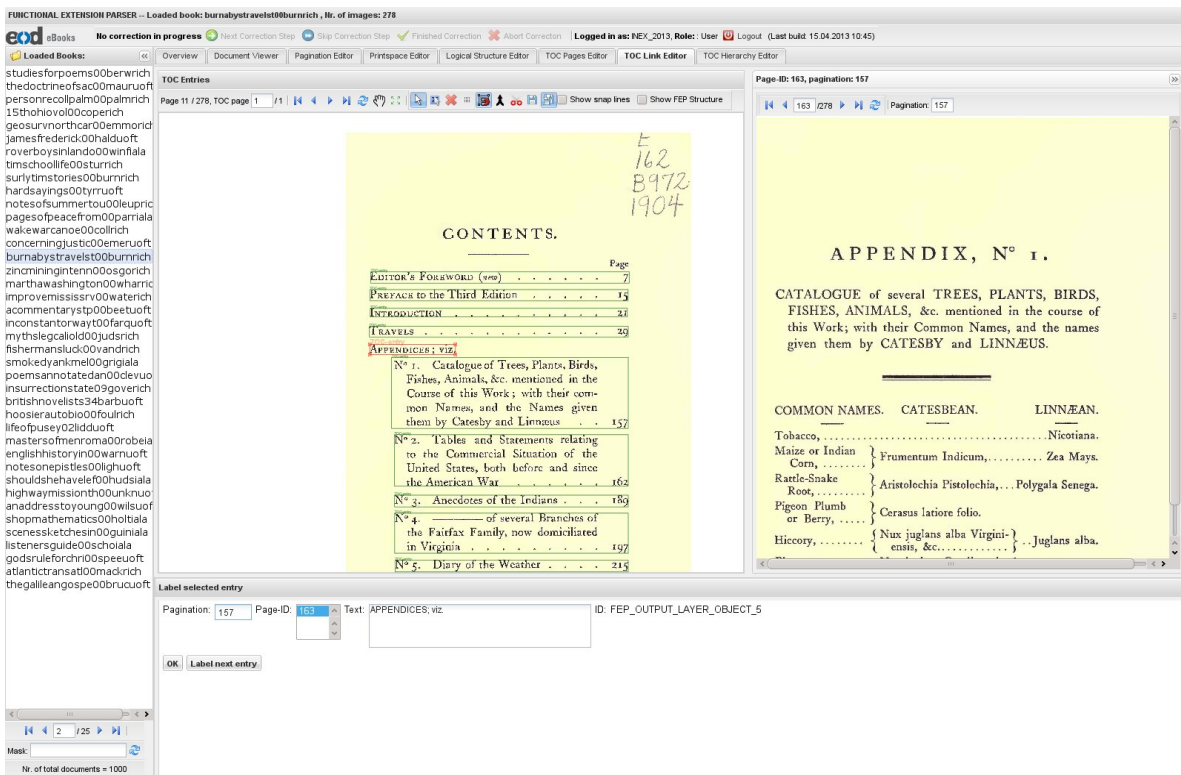 FUNCTIONAL EXTENSION PARSER -- Loaded book: burnabystravelst00burnrich , Nr. of images: 278
eod eBooks No correction in progress Next Correction Step Skip Correction Step Finished Correction Abort Correcton Logged in as: INEX_2013, Role: : User Logout (Last build: 15.04.2013 10:45)
Loaded Books:
studiesforpoems00berwrich
thedoctrineofsac00mauruoft
personrecollpalm00palmrich
15thohiovol00coperich
geosurvnorthcar00emmorich
jamesfrederick00halduoft
roverboysinlando00winfiala
timschoollife00sturrich
surlytimstories00burnrich
hardsayings00tyrruoft
notesofsummertou00leupric
pagesofpeacefrom00parriala
wakewarcanoe00collrich
concerningjustic00emeruoft
burnabystravelst00burnrich
zincmininginternn00osgorich
marthawashington00wharric
improvemississrv00waterich
acommentarystp00beetuoft
inconstantorwayt00farquoft
mythslegcaliold00judsrich
fishermansluck00vandrich
smokedyankmel00grigiala
poemsannotatedan00clevuo
insurrectionstate09goverich
britishnovelists34barbuoft
hoosierautobio00foulrich
lifeofpusey02lidduoft
mastersofmenroma00robeia
englishhistoryin00warnuoft
notesonepistles00lighuoft
shouldshehavelef00hudsiala
highwaymissionth00unknuo
anaddresstoyoung00wilsuof
shopmathematics00holtiala
scenessketchesin00guiniala
listenersguide00schoiala
godsruleforchri00speeuoft
atlantictransatl00mackrich
thegalileangospe00brucuoft
2 /25
Mask:
Nr. of total documents = 1000
Overview Document Viewer Pagination Editor Printspace Editor Logical Structure Editor TOC Pages Editor TOC Link Editor TOC Hierarchy Editor
TOC Entries
Page 11 / 278, TOC page 1 /1 Show snap lines Show FEP Structure
E
162
B972
1904
CONTENTS.
Page
EDITOR'S FOREWORD (new) . . . . . . 7
PREFACE to the Third Edition . . . . . 15
INTRODUCTION . . . . . . . . . 21
TRAVELS . . . . . . . . . . . 29
TOC-entry
APPENDICES; viz.
Nº 1. Catalogue of Trees, Plants, Birds,
Fishes, Animals, &c. mentioned in the
Course of this Work; with their com-
mon Names, and the Names given
them by Catesby and Linnæus . . 157
Nº 2. Tables and Statements relating
to the Commercial Situation of the
United States, both before and since
the American War . . . . . . 162
Nº 3. Anecdotes of the Indians . . . 189
Nº 4. ——— of several Branches of
the Fairfax Family, now domiciliated
in Virginia . . . . . . . . 197
Nº 5. Diary of the Weather . . . . 215
Page-ID: 163, pagination: 157
163 /278 Pagination: 157
APPENDIX, Nº 1.
CATALOGUE of several TREES, PLANTS, BIRDS,
FISHES, ANIMALS, &c. mentioned in the course of
this Work; with their Common Names, and the names
given them by CATESBY and LINNÆUS.
COMMON NAMES. CATESBEAN. LINNÆAN.
Tobacco, ........................................ Nicotiana.
Maize or Indian Corn, ........ } Frumentum Indicum, .......... Zea Mays.
Rattle-Snake Root, ......... } Aristolochia Pistolochia, ... Polygala Senega.
Pigeon Plumb or Berry, ..... } Cerasus latiore folio.
Hiccory, ........ { Nux juglans alba Virgini-ensis, &c. ............ } .. Juglans alba.
Label selected entry
Pagination: 157 Page-ID: 163 Text: APPENDICES; viz. ID: FEP_OUTPUT_LAYER_OBJECT_5
OK Label next entry